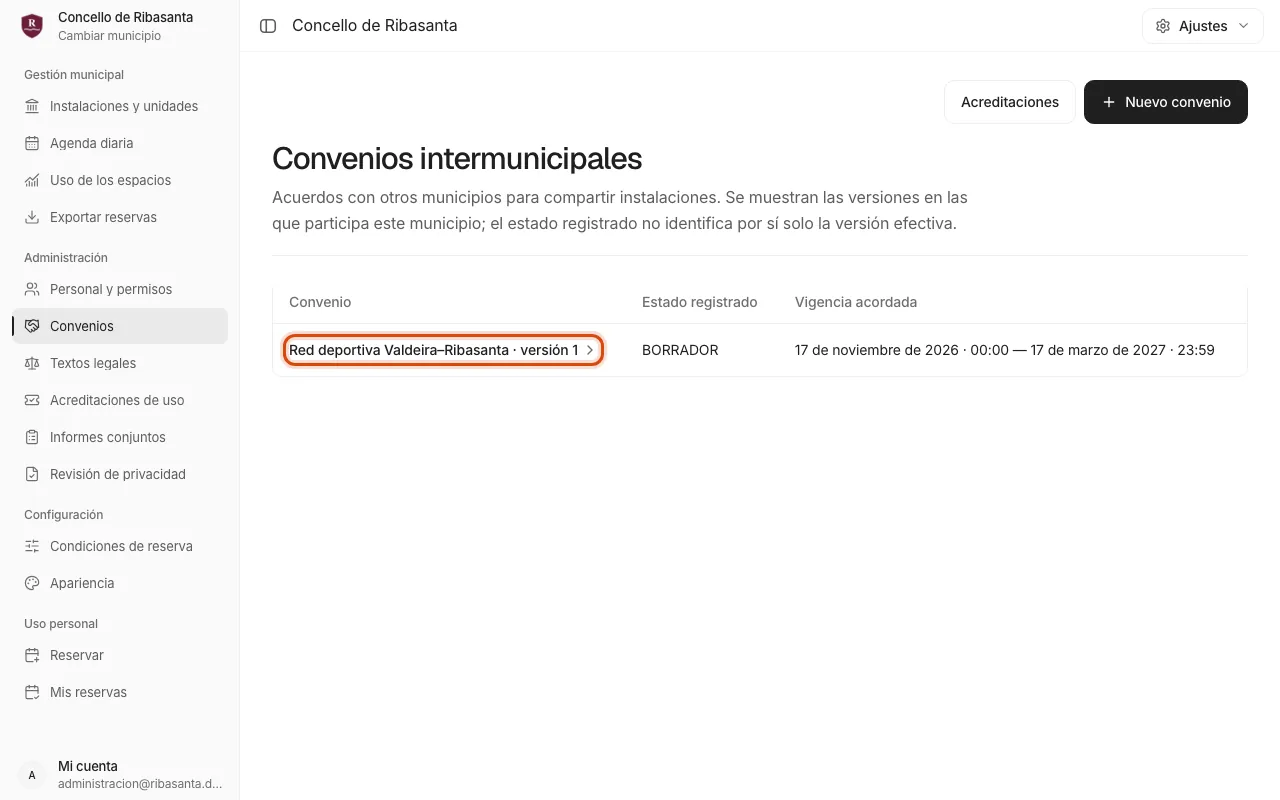 R
Concello de Ribasanta
Cambiar municipio
Gestión municipal
Instalaciones y unidades
Agenda diaria
Uso de los espacios
Exportar reservas
Administración
Personal y permisos
Convenios
Textos legales
Acreditaciones de uso
Informes conjuntos
Revisión de privacidad
Configuración
Condiciones de reserva
Apariencia
Uso personal
Reservar
Mis reservas
A
Mi cuenta
administracion@ribasanta.d...
Concello de Ribasanta
Ajustes
Acreditaciones
Nuevo convenio
Convenios intermunicipales
Acuerdos con otros municipios para compartir instalaciones. Se muestran las versiones en las
que participa este municipio; el estado registrado no identifica por sí solo la versión efectiva.
Convenio Estado registrado Vigencia acordada
Red deportiva Valdeira–Ribasanta · versión 1 BORRADOR 17 de noviembre de 2026 · 00:00 — 17 de marzo de 2027 · 23:59